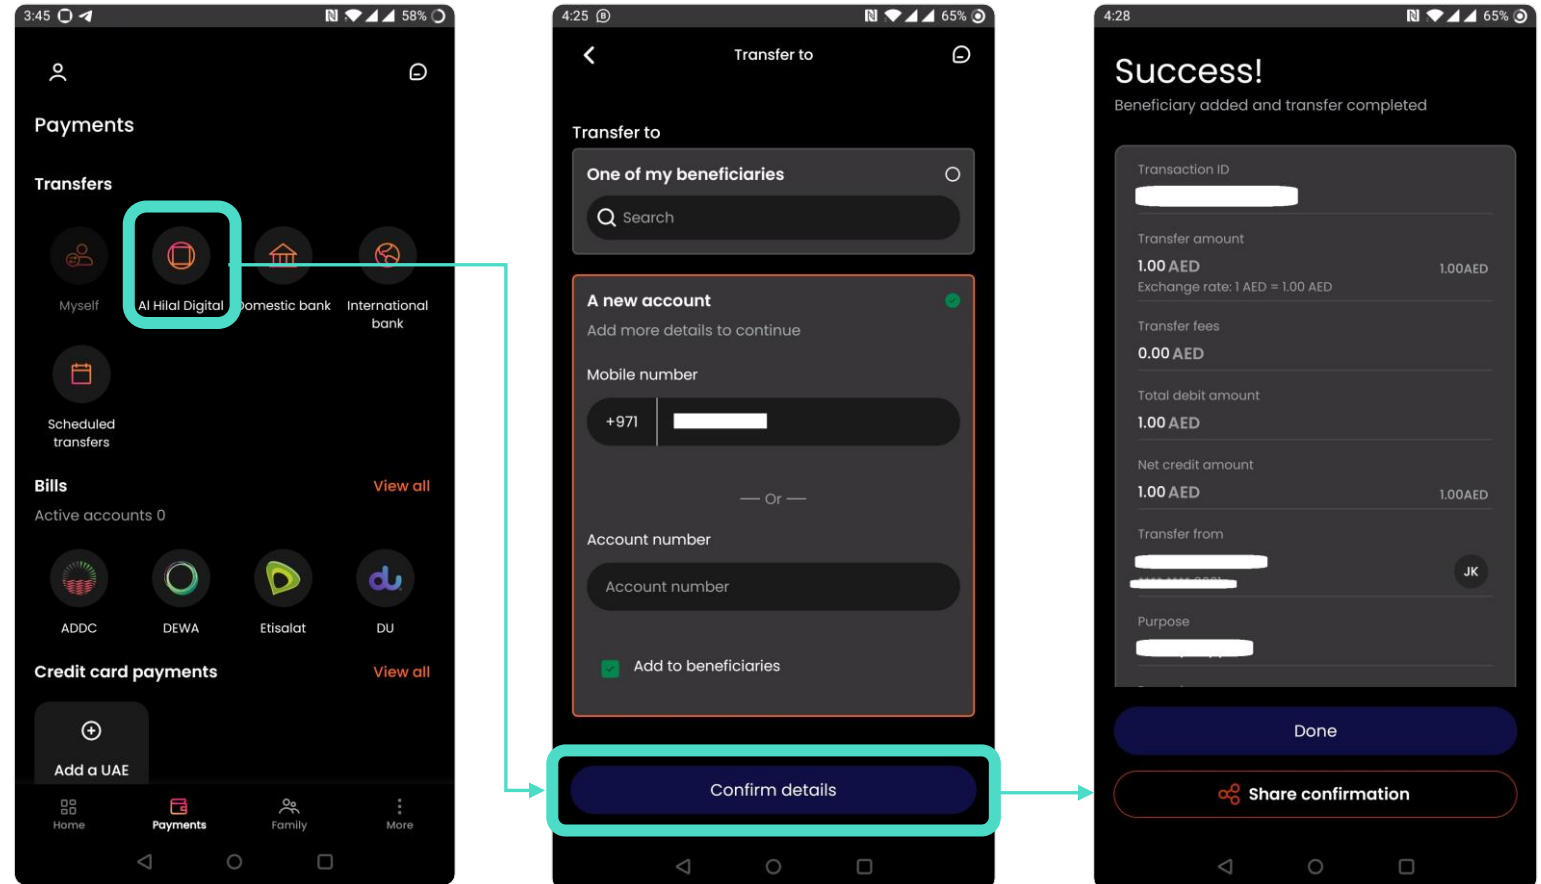 3:45
58%
Payments
Transfers
Myself
Al Hilal Digital
Domestic bank
International
bank
Scheduled
transfers
Bills
View all
Active accounts 0
ADDC
DEWA
Etisalat
du
DU
Credit card payments
View all
Add a UAE
Home
Payments
Family
More
4:25
B
65%
Transfer to
Transfer to
One of my beneficiaries
Search
A new account
Add more details to continue
Mobile number
+971
Or
Account number
Account number
Add to beneficiaries
Confirm details
4:28
65%
Success!
Beneficiary added and transfer completed
Transaction ID
Transfer amount
1.00 AED
1.00AED
Exchange rate: 1 AED = 1.00 AED
Transfer fees
0.00 AED
Total debit amount
1.00 AED
Net credit amount
1.00 AED
1.00AED
Transfer from
JK
Purpose
Done
Share confirmation